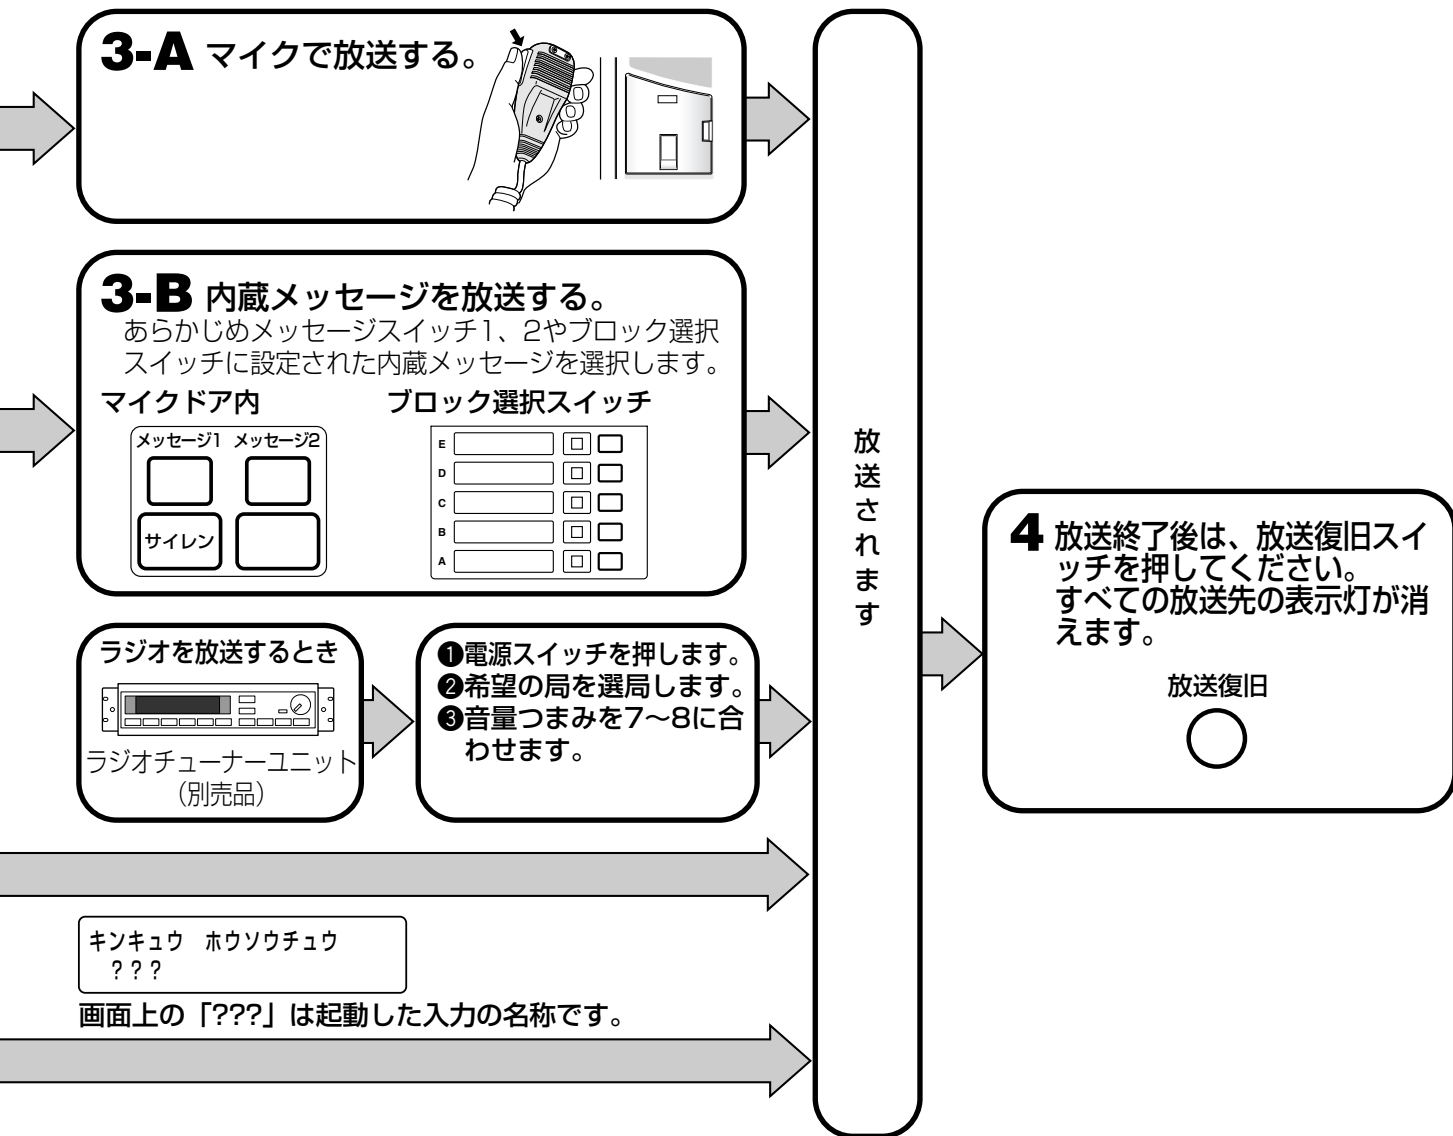 3-A マイクで放送する。
3-B 内蔵メッセージを放送する。
あらかじめメッセージスイッチ1、2やブロック選択
スイッチに設定された内蔵メッセージを選択します。
マイクドア内
メッセージ1 メッセージ2
サイレン
ブロック選択スイッチ
E
D
C
B
A
ラジオを放送するとき
ラジオチューナーユニット
（別売品）
❶電源スイッチを押します。
❷希望の局を選局します。
❸音量つまみを7～8に合
わせます。
キンキュウ ホウソウチュウ
???
画面上の「???」は起動した入力の名称です。
放送されます
4 放送終了後は、放送復旧スイ
ッチを押してください。
すべての放送先の表示灯が消
えます。
放送復旧